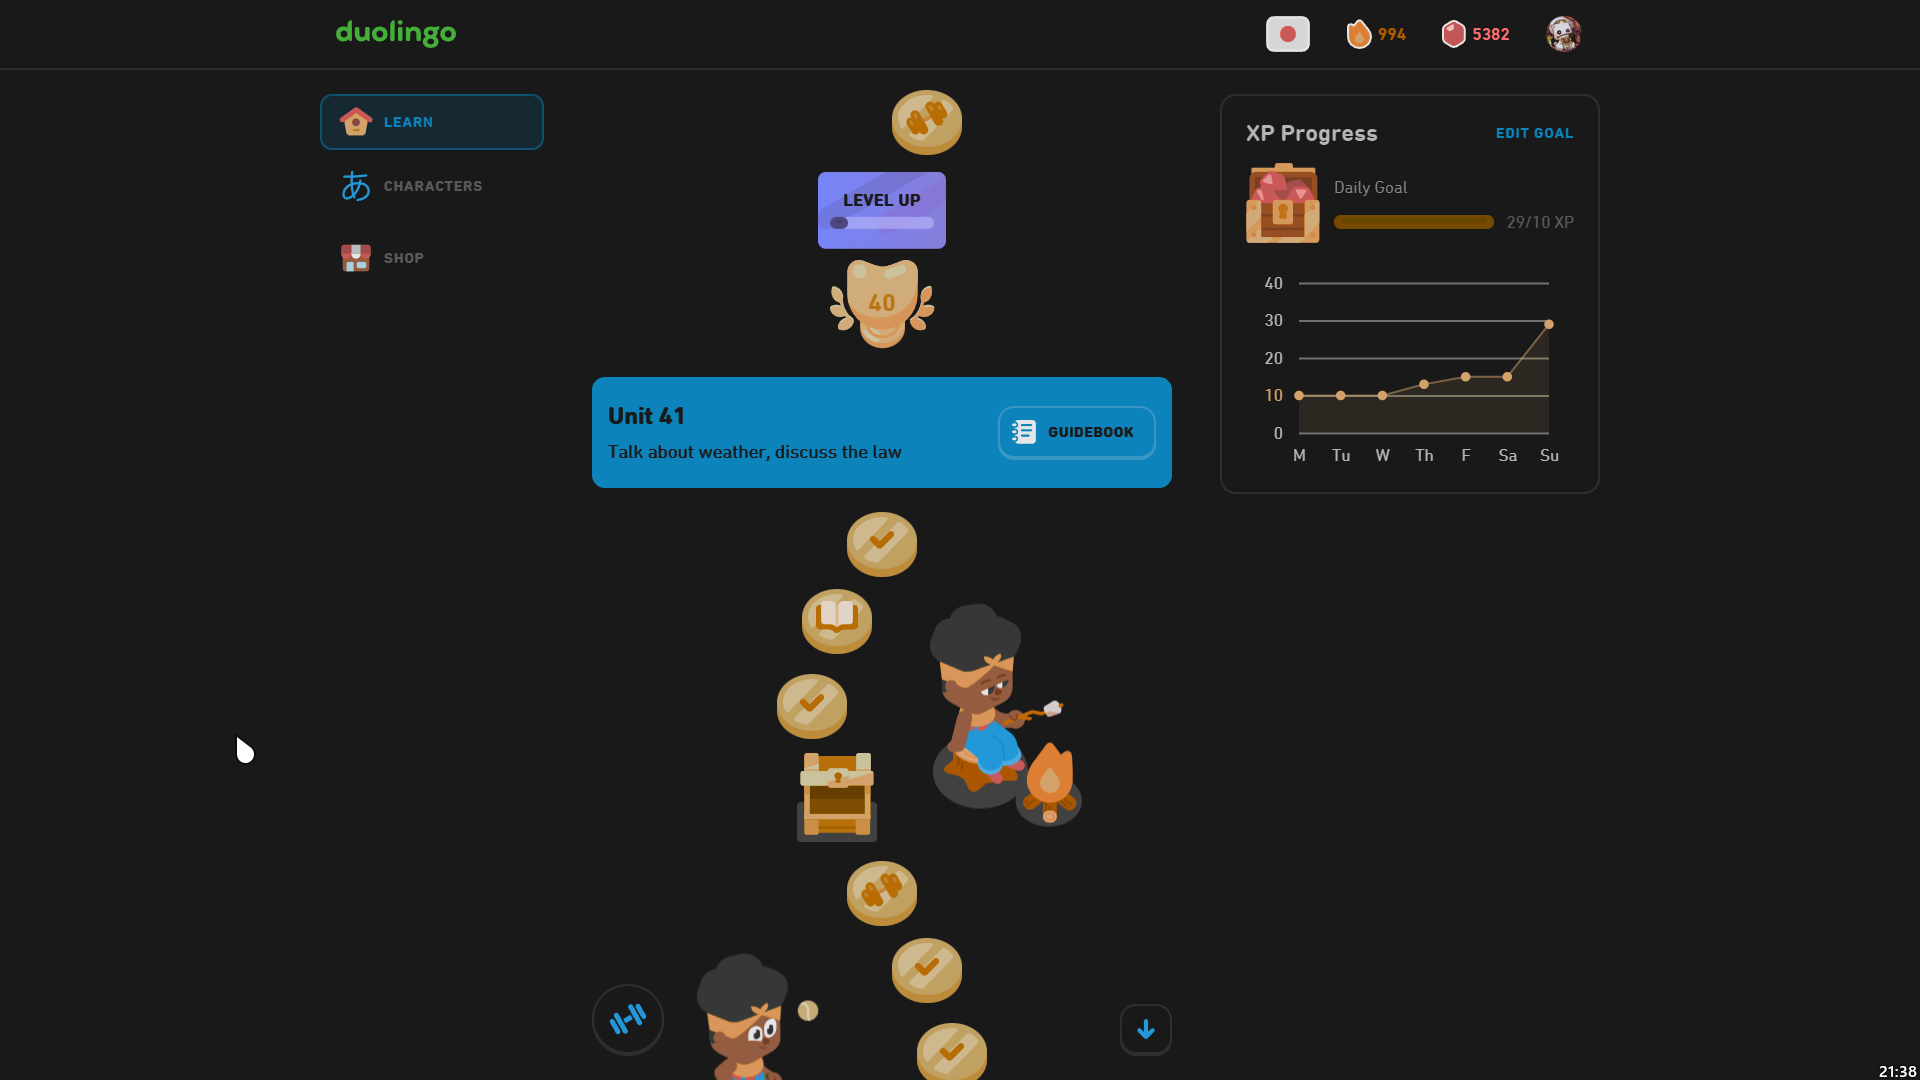 duolingo
994
5382
LEARN
CHARACTERS
あ
SHOP
LEVEL UP
40
Unit 41
Talk about weather, discuss the law
GUIDEBOOK
XP Progress
EDIT GOAL
Daily Goal
29/10 XP
40
30
20
10
0
M Tu W Th F Sa Su
21:38